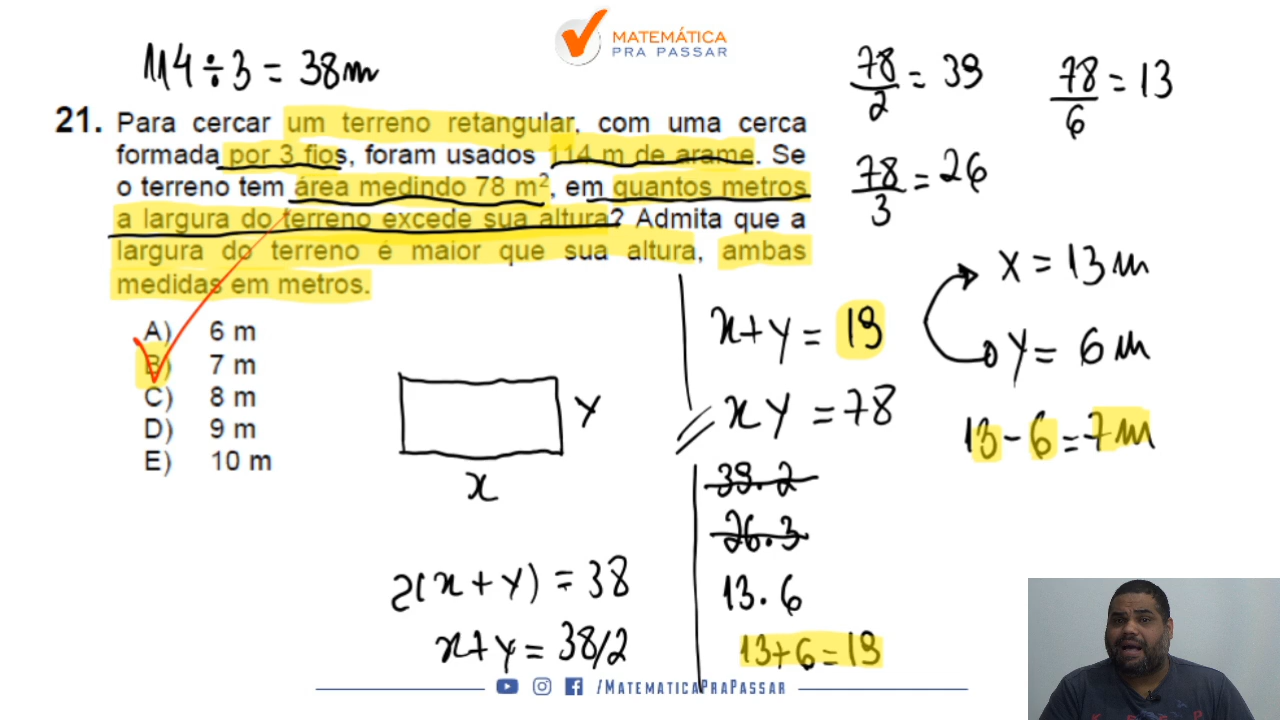 MATEMÁTICA
PRA PASSAR
114 ÷ 3 = 38m
21. Para cercar um terreno retangular, com uma cerca
formada por 3 fios, foram usados 114 m de arame. Se
o terreno tem área medindo 78 m², em quantos metros
a largura do terreno excede sua altura? Admita que a
largura do terreno é maior que sua altura, ambas
medidas em metros.
A) 6 m
B) 7 m
C) 8 m
D) 9 m
E) 10 m
y
x
2(x + y) = 38
x + y = 38/2
x + y = 19
xy = 78
39.2
26.3
13.6
13+6=19
78/2 = 39
78/6 = 13
78/3 = 26
x = 13m
y = 6m
13-6=7m
/MatematicaPraPassar